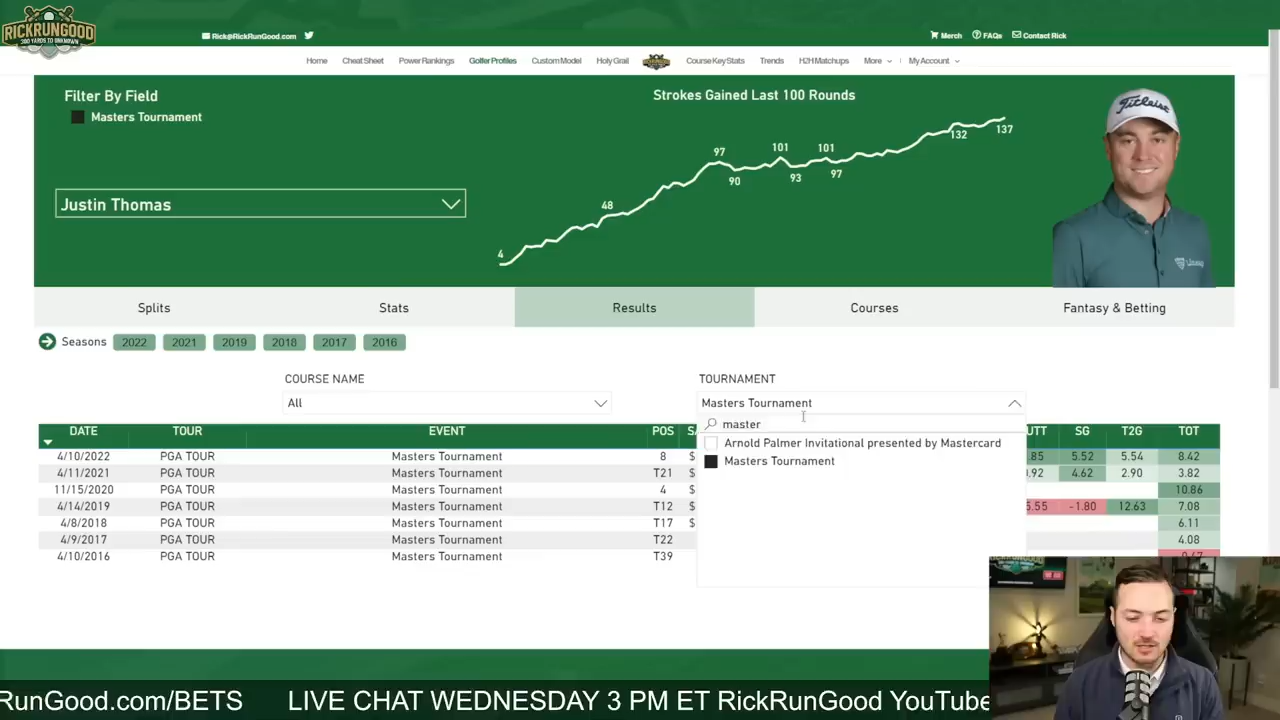 RICKRUNGOOD
300 YARDS TO UNKNOWN
Rick@RickRunGood.com
Merch FAQs Contact Rick
Home Cheat Sheet Power Rankings Golfer Profiles Custom Model Holy Grail Course Key Stats Trends H2H Matchups More My Account
Filter By Field
Masters Tournament
Justin Thomas
Strokes Gained Last 100 Rounds
4 48 97 90 101 93 101 97 132 137
Titleist
Splits Stats Results Courses Fantasy & Betting
Seasons 2022 2021 2019 2018 2017 2016
COURSE NAME
All
TOURNAMENT
Masters Tournament
master
Arnold Palmer Invitational presented by Mastercard
Masters Tournament
DATE TOUR EVENT POS SA UTT SG T2G TOT
4/10/2022 PGA TOUR Masters Tournament 8 $ .85 5.52 5.54 8.42
4/11/2021 PGA TOUR Masters Tournament T21 $ .92 4.62 2.90 3.82
11/15/2020 PGA TOUR Masters Tournament 4 10.86
4/14/2019 PGA TOUR Masters Tournament T12 $ 5.55 -1.80 12.63 7.08
4/8/2018 PGA TOUR Masters Tournament T17 $ 6.11
4/9/2017 PGA TOUR Masters Tournament T22 4.08
4/10/2016 PGA TOUR Masters Tournament T39
RunGood.com/BETS LIVE CHAT WEDNESDAY 3 PM ET RickRunGood YouTube